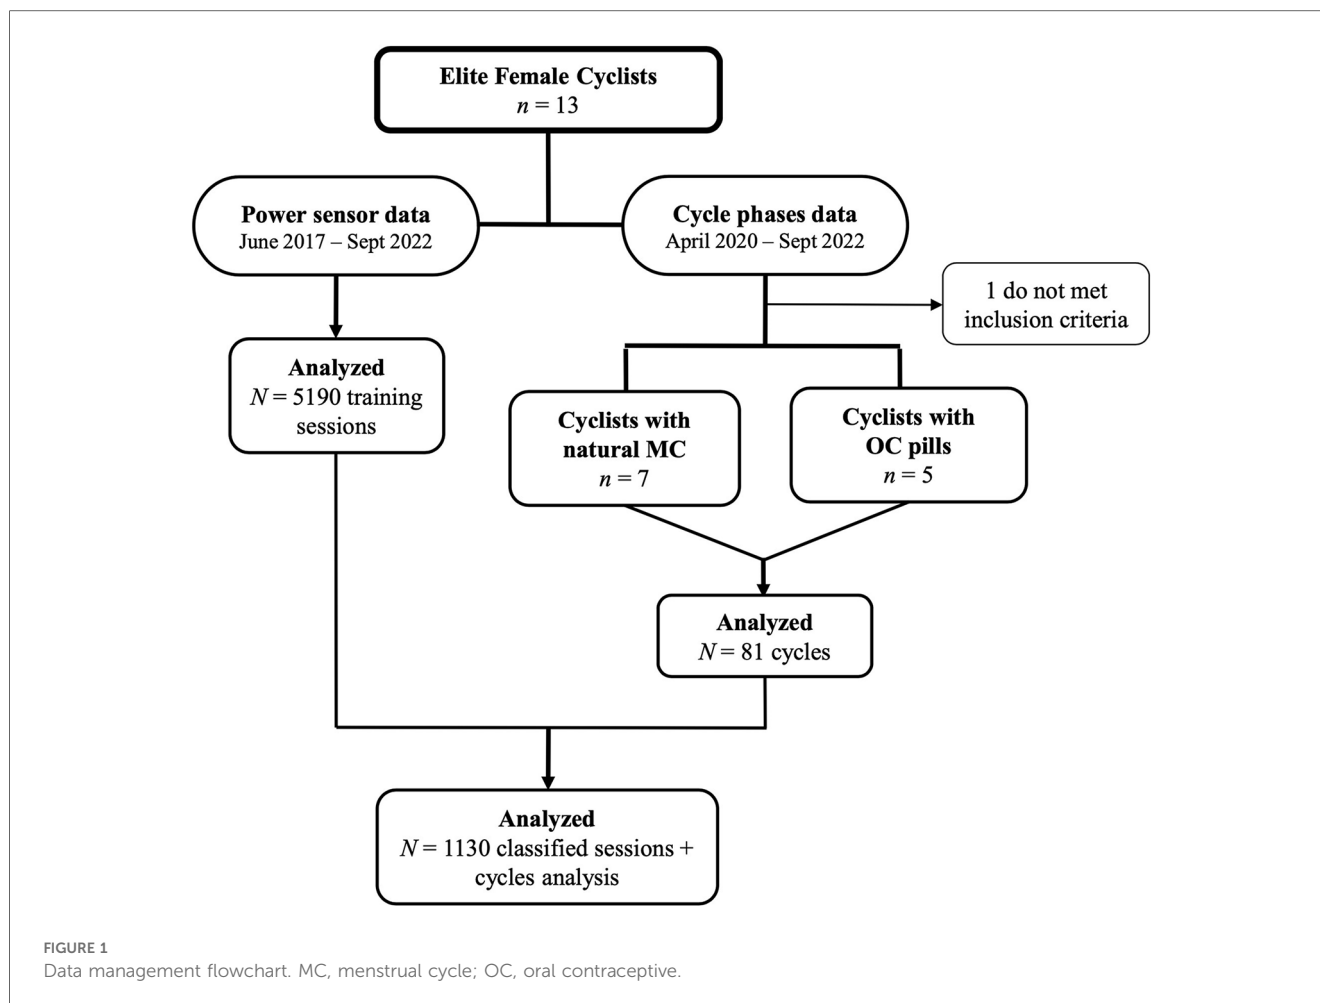 Elite Female Cyclists
n = 13
Power sensor data
June 2017 – Sept 2022
Cycle phases data
April 2020 – Sept 2022
1 do not met
inclusion criteria
Analyzed
N = 5190 training
sessions
Cyclists with
natural MC
n = 7
Cyclists with
OC pills
n = 5
Analyzed
N = 81 cycles
Analyzed
N = 1130 classified sessions +
cycles analysis
FIGURE 1
Data management flowchart. MC, menstrual cycle; OC, oral contraceptive.